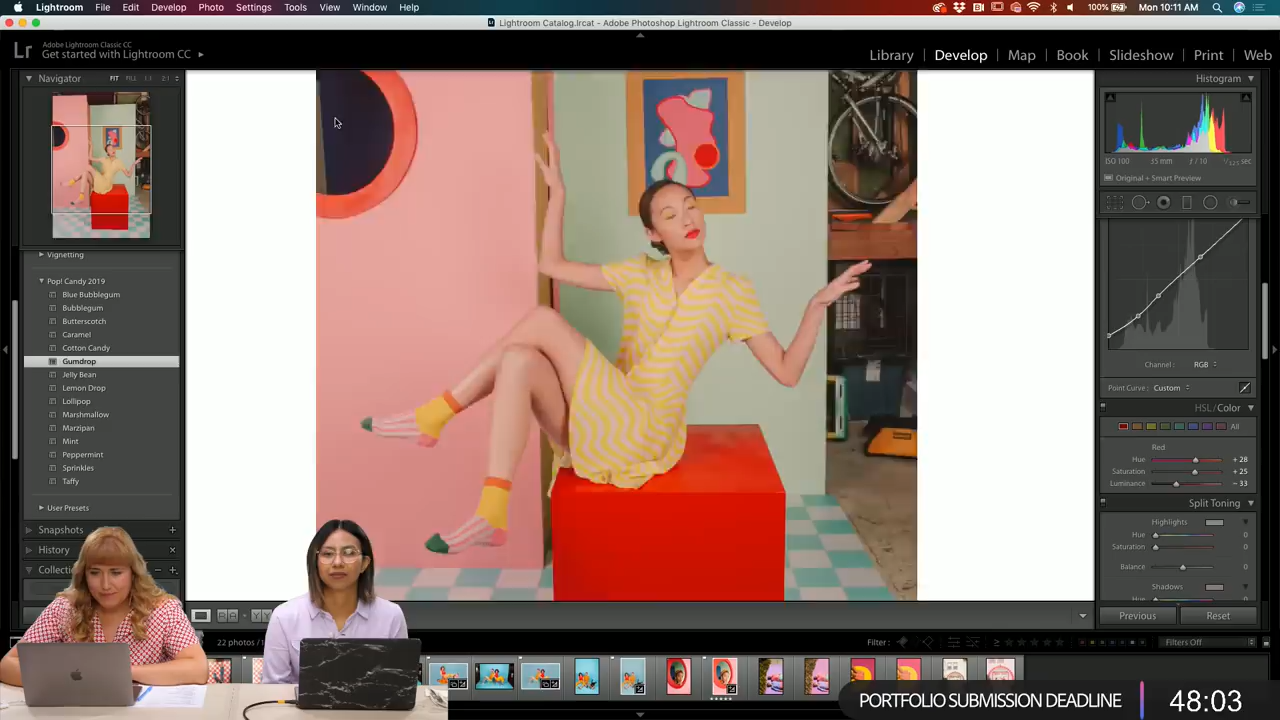 Lightroom File Edit Develop Photo Settings Tools View Window Help
100% Mon 10:11 AM
Lightroom Catalog.lrcat - Adobe Photoshop Lightroom Classic - Develop
Lr Adobe Lightroom Classic CC
Get started with Lightroom CC
Library | Develop | Map | Book | Slideshow | Print | Web
Navigator FIT FILL 1:1 2:1
Histogram
ISO 100 35 mm f / 10
Original + Smart Preview
Vignetting
Pop! Candy 2019
Blue Bubblegum
Bubblegum
Butterscotch
Caramel
Cotton Candy
Gumdrop
Jelly Bean
Lemon Drop
Lollipop
Marshmallow
Marzipan
Mint
Peppermint
Sprinkles
Taffy
User Presets
Snapshots
History
Channel : RGB
Point Curve : Custom
HSL / Color
All
Red
Hue + 28
Saturation + 25
Luminance - 33
Split Toning
Highlights
Hue 0
Saturation 0
Balance 0
Shadows
Hue 0
Previous Reset
22 photos /
Filter : Filters Off
PORTFOLIO SUBMISSION DEADLINE 48:03